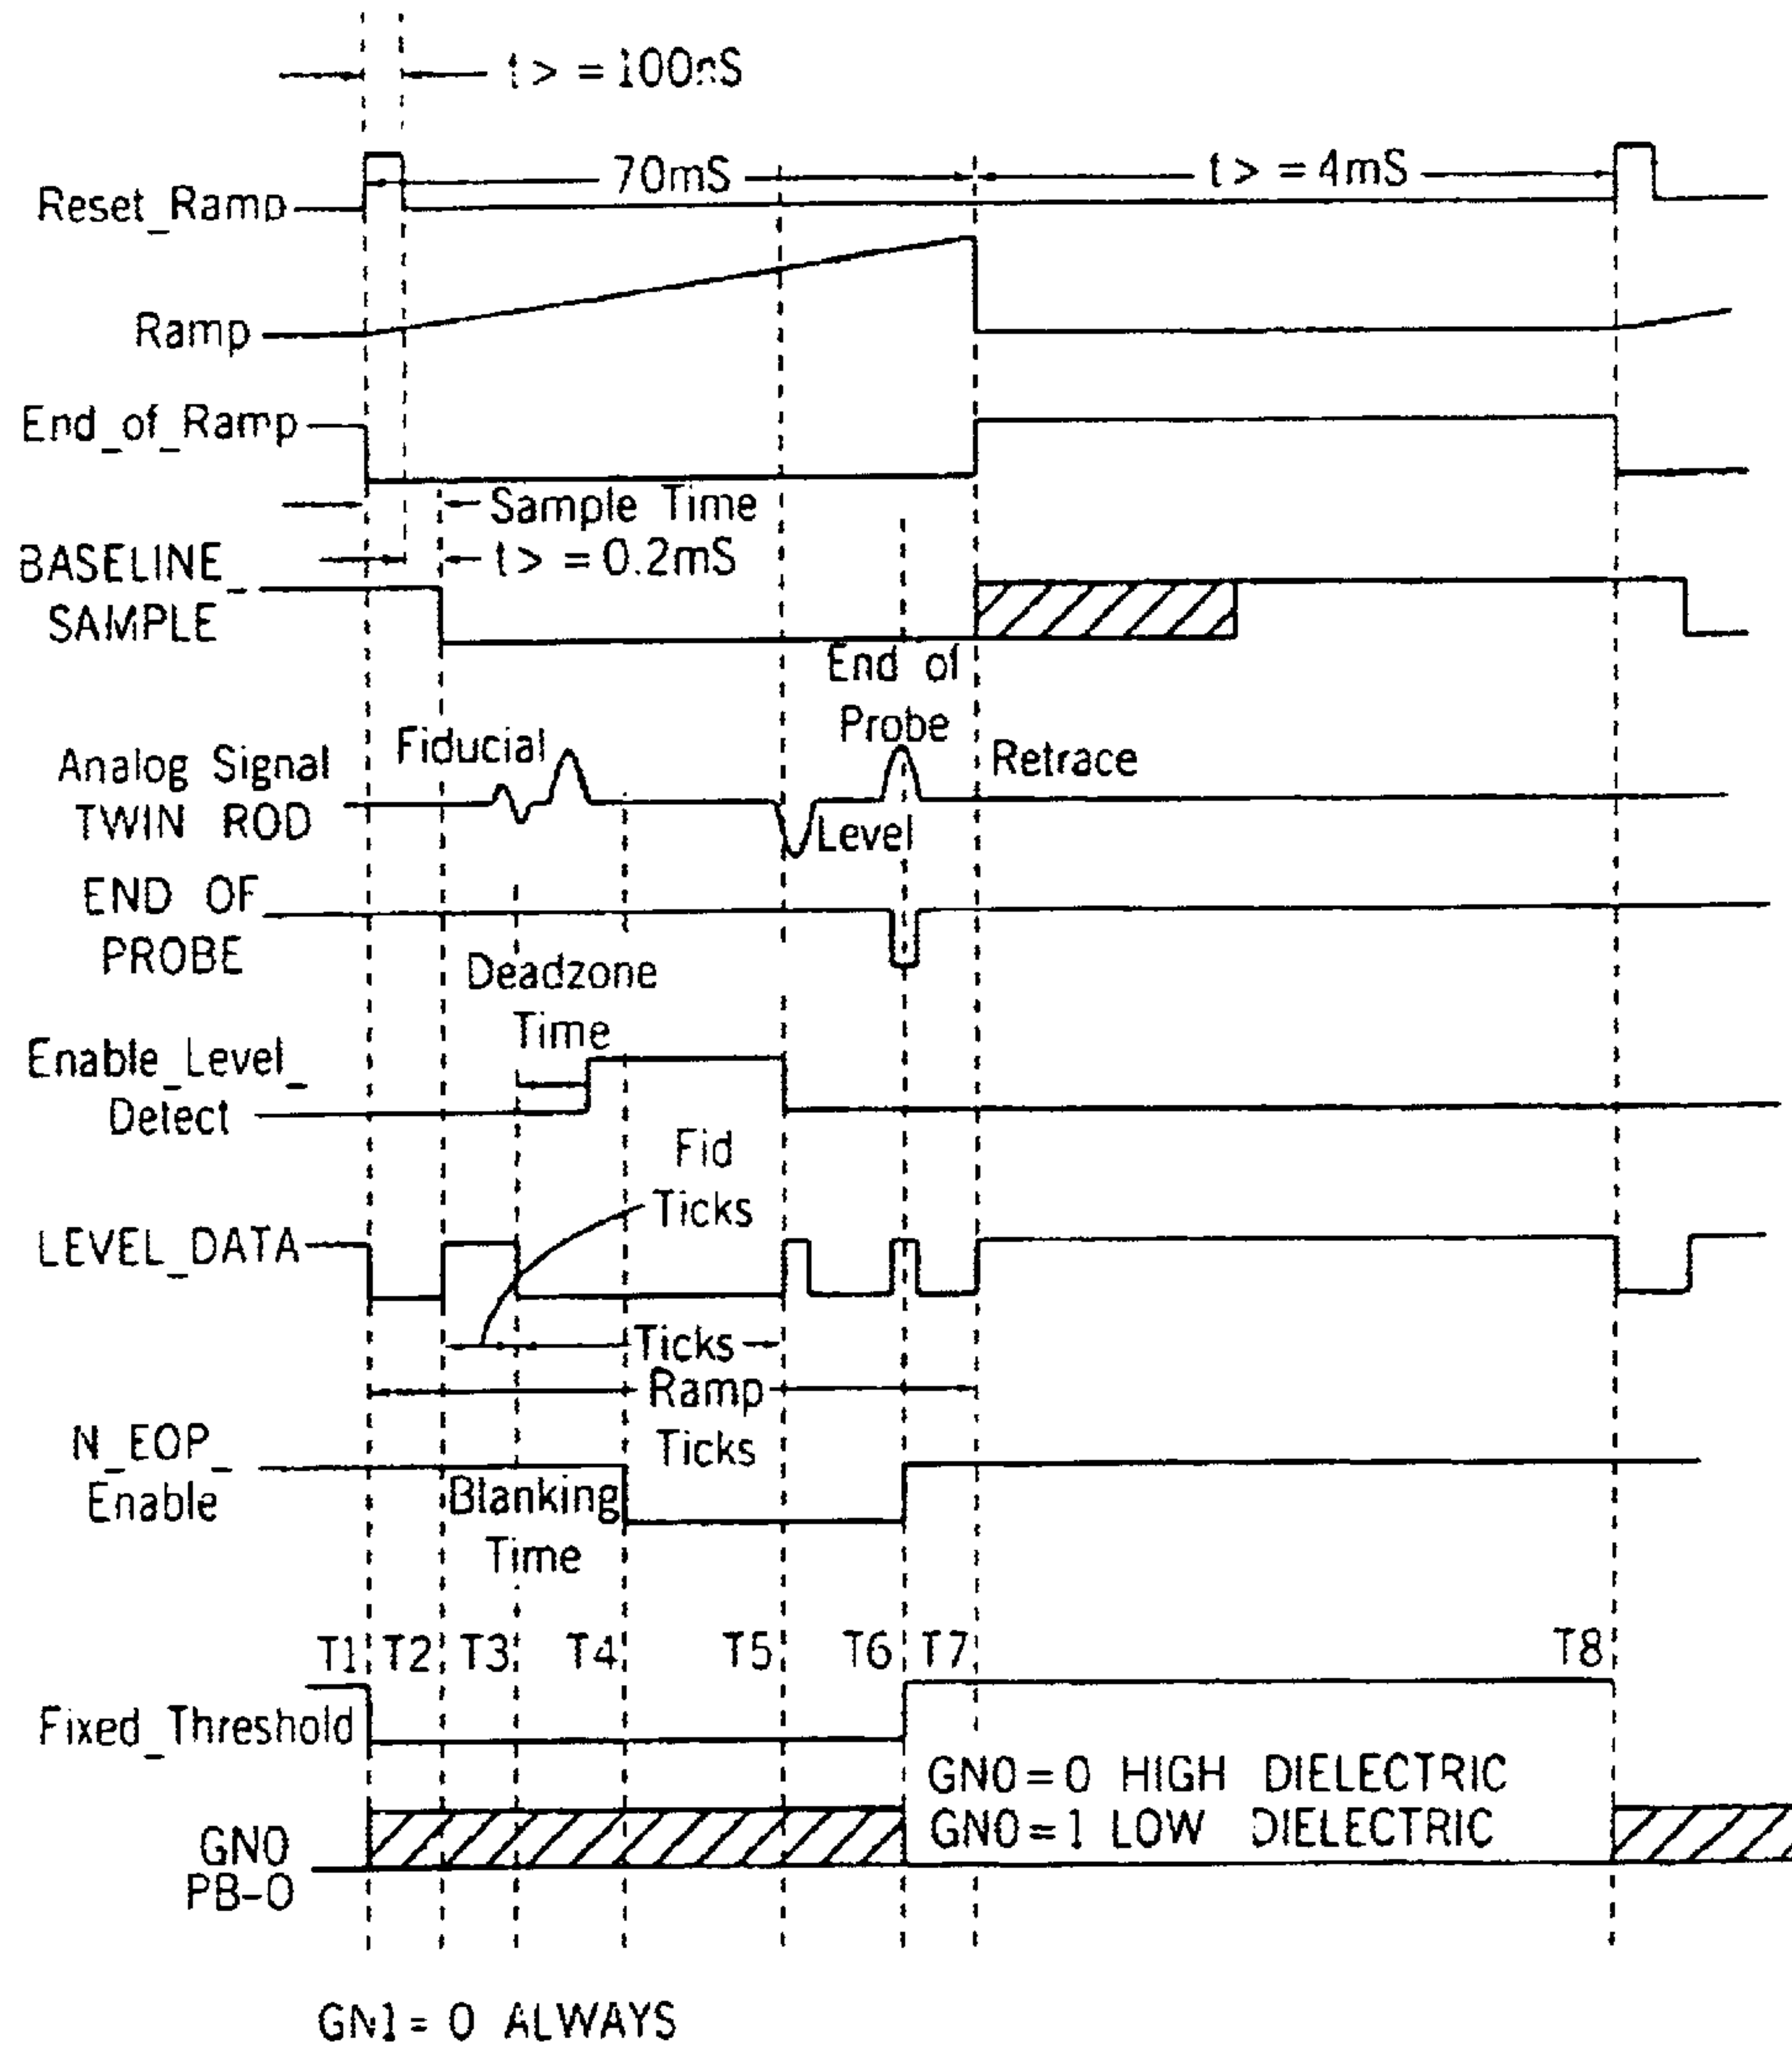 t > = 100nS
70mS
t > = 4mS
Reset_Ramp
Ramp
End_of_Ramp
Sample Time
t > = 0.2mS
BASELINE_
SAMPLE
End of
Probe
Fiducial
Retrace
Analog Signal
TWIN ROD
Level
END OF
PROBE
Deadzone
Time
Enable_Level_
Detect
Fid
Ticks
LEVEL_DATA
Ticks
Ramp
Ticks
N_EOP_
Enable
Blanking
Time
T1 T2 T3 T4 T5 T6 T7 T8
Fixed_Threshold
GN0 = 0 HIGH DIELECTRIC
GN0 = 1 LOW DIELECTRIC
GN0
PB-0
GN1 = 0 ALWAYS